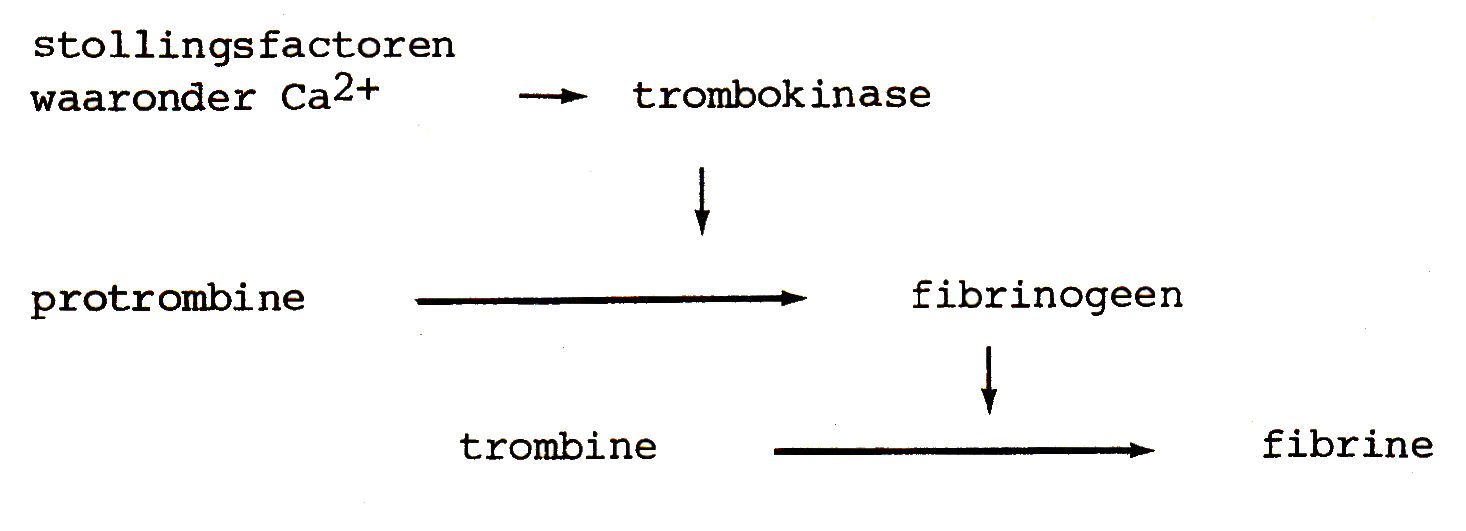 stollingsfactoren
waaronder Ca²⁺ → trombokinase
protrombine → fibrinogeen
trombine → fibrine